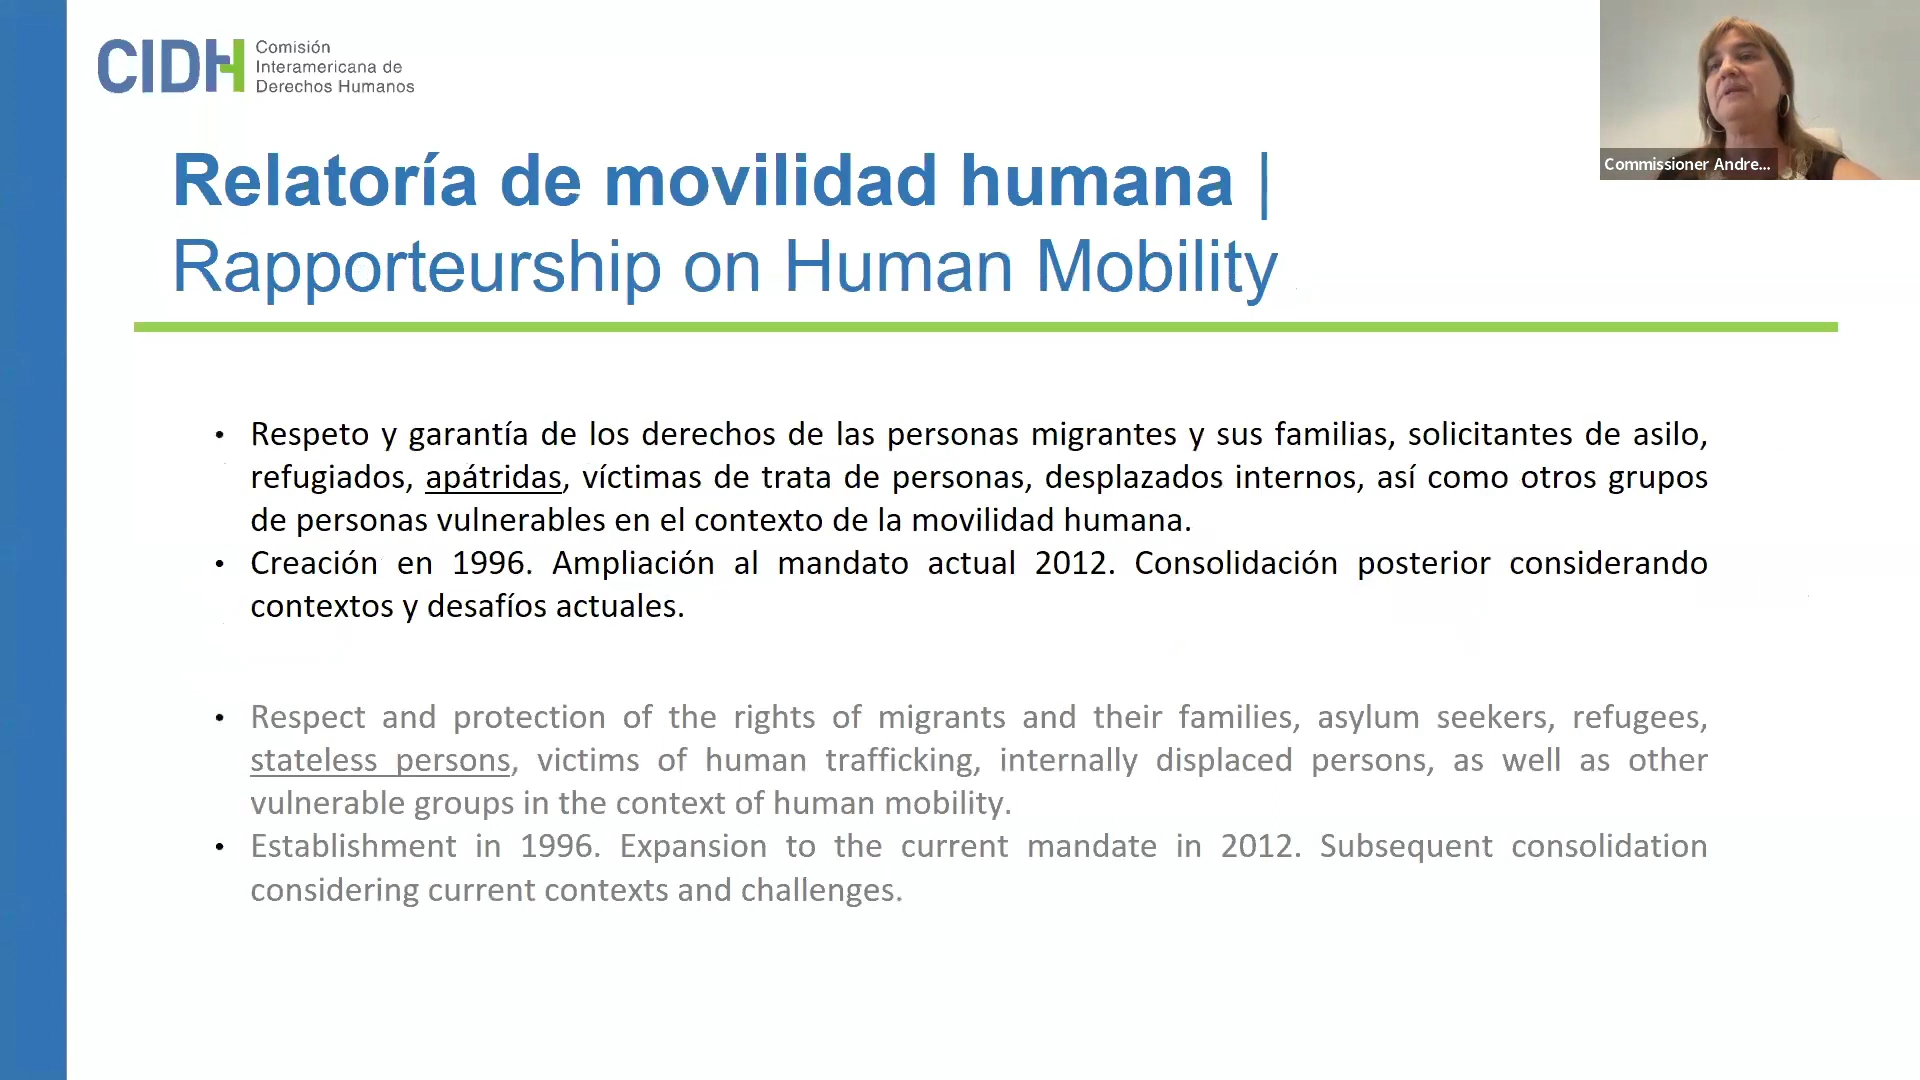 CIDH
Comisión
Interamericana de
Derechos Humanos
Commissioner Andre...
Relatoría de movilidad humana |
Rapporteurship on Human Mobility
• Respeto y garantía de los derechos de las personas migrantes y sus familias, solicitantes de asilo,
refugiados, apátridas, víctimas de trata de personas, desplazados internos, así como otros grupos
de personas vulnerables en el contexto de la movilidad humana.
• Creación en 1996. Ampliación al mandato actual 2012. Consolidación posterior considerando
contextos y desafíos actuales.
• Respect and protection of the rights of migrants and their families, asylum seekers, refugees,
stateless persons, victims of human trafficking, internally displaced persons, as well as other
vulnerable groups in the context of human mobility.
• Establishment in 1996. Expansion to the current mandate in 2012. Subsequent consolidation
considering current contexts and challenges.